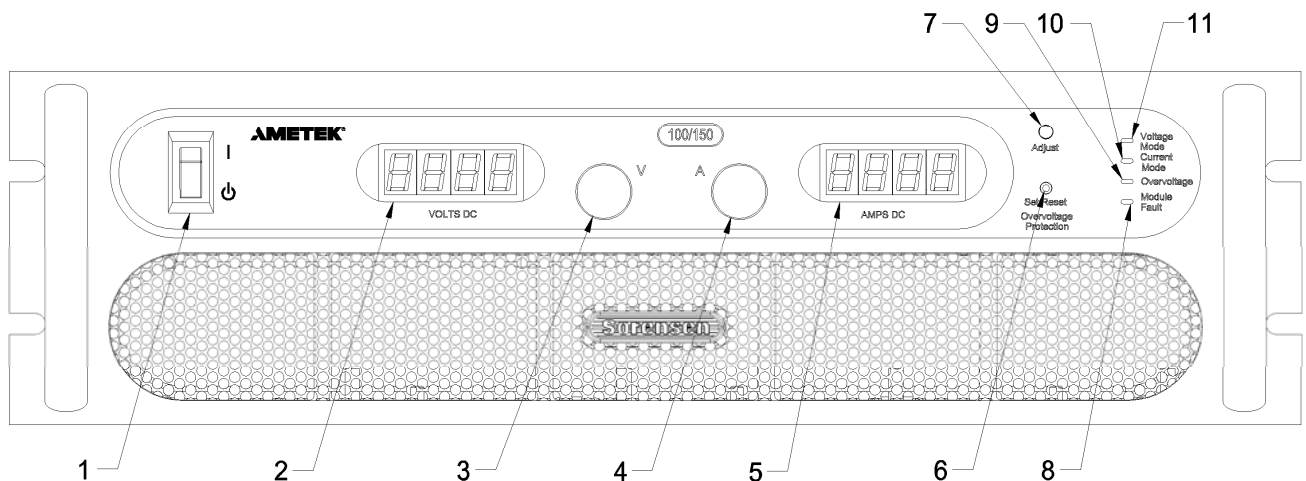 7 9 10 11
AMETEK®
100/150
I
V
A
VOLTS DC
AMPS DC
Adjust
Set Reset
Overvoltage
Protection
Voltage
Mode
Current
Mode
Overvoltage
Module
Fault
Sorensen
1 2 3 4 5 6 8